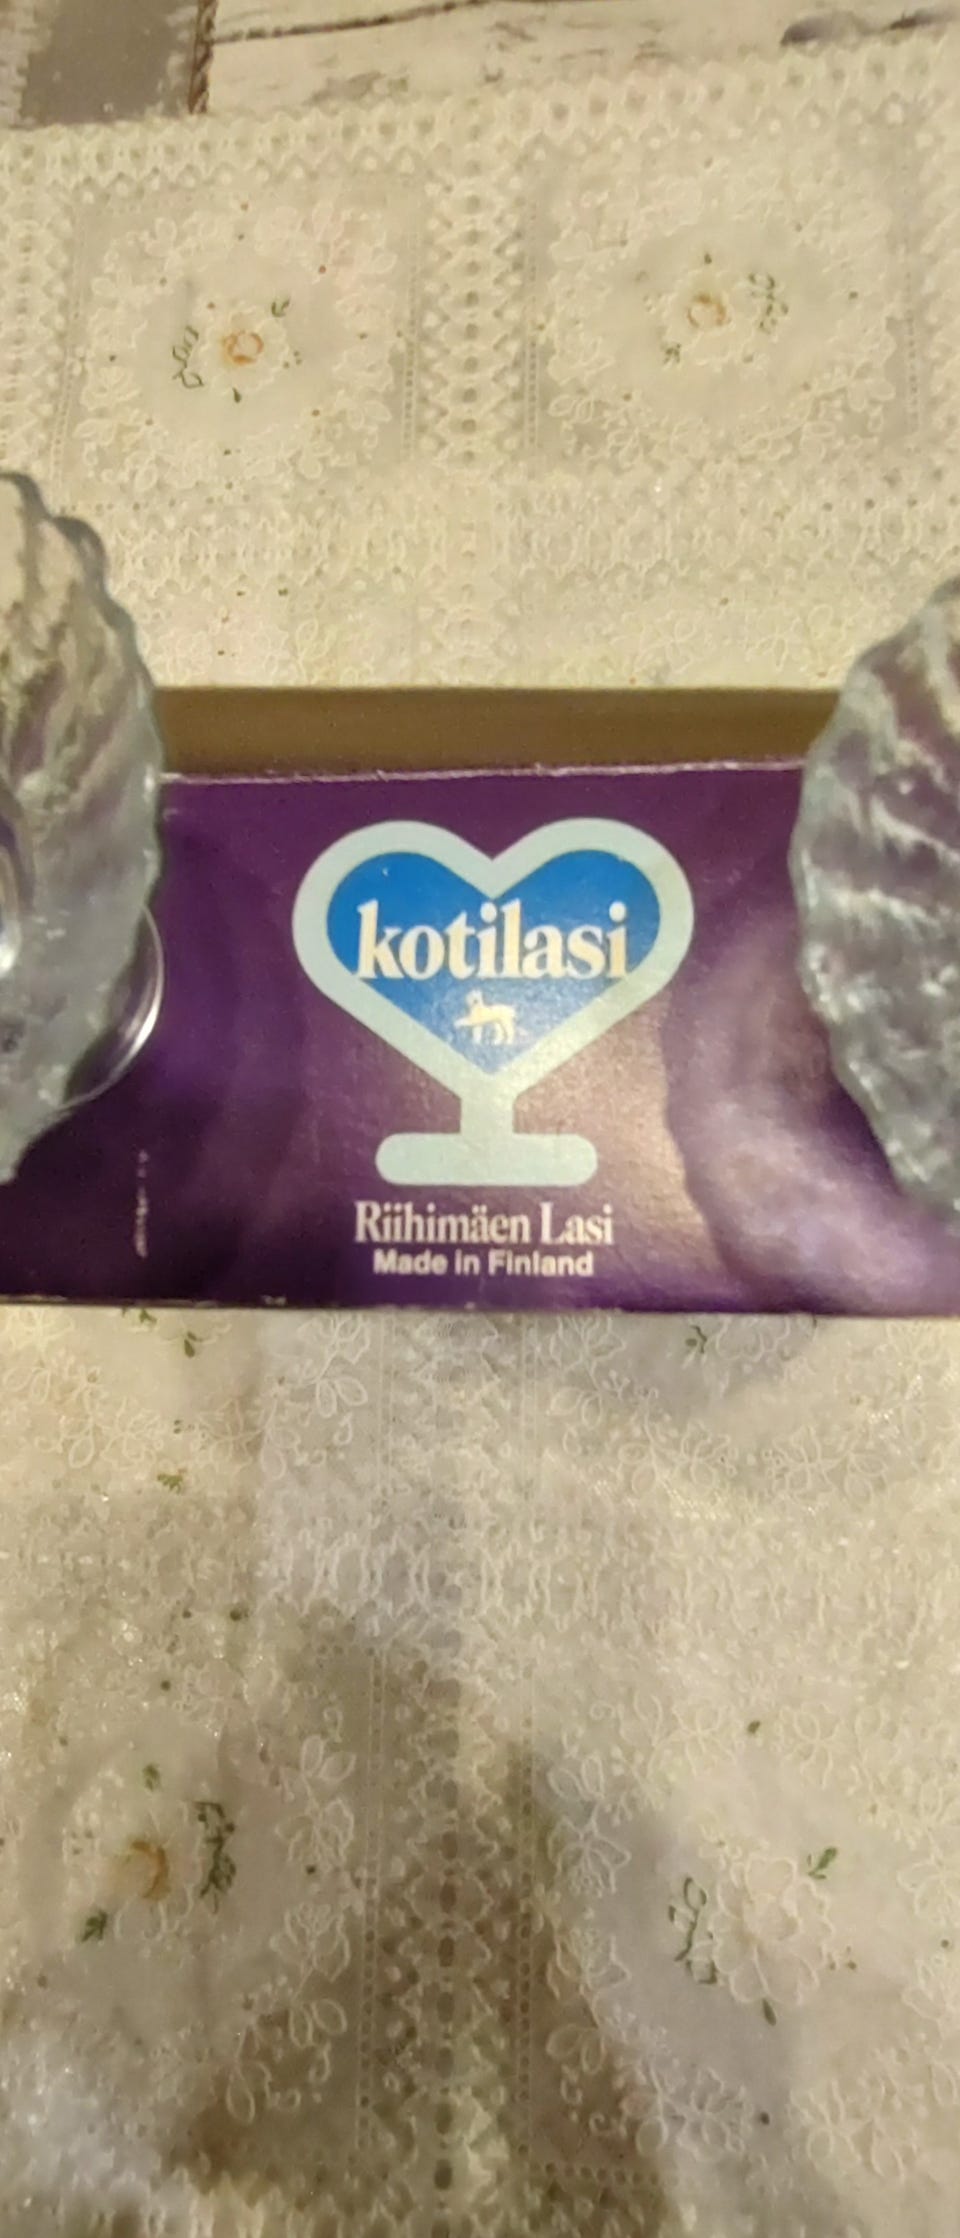 kotilasi
Riihimäen Lasi
Made in Finland